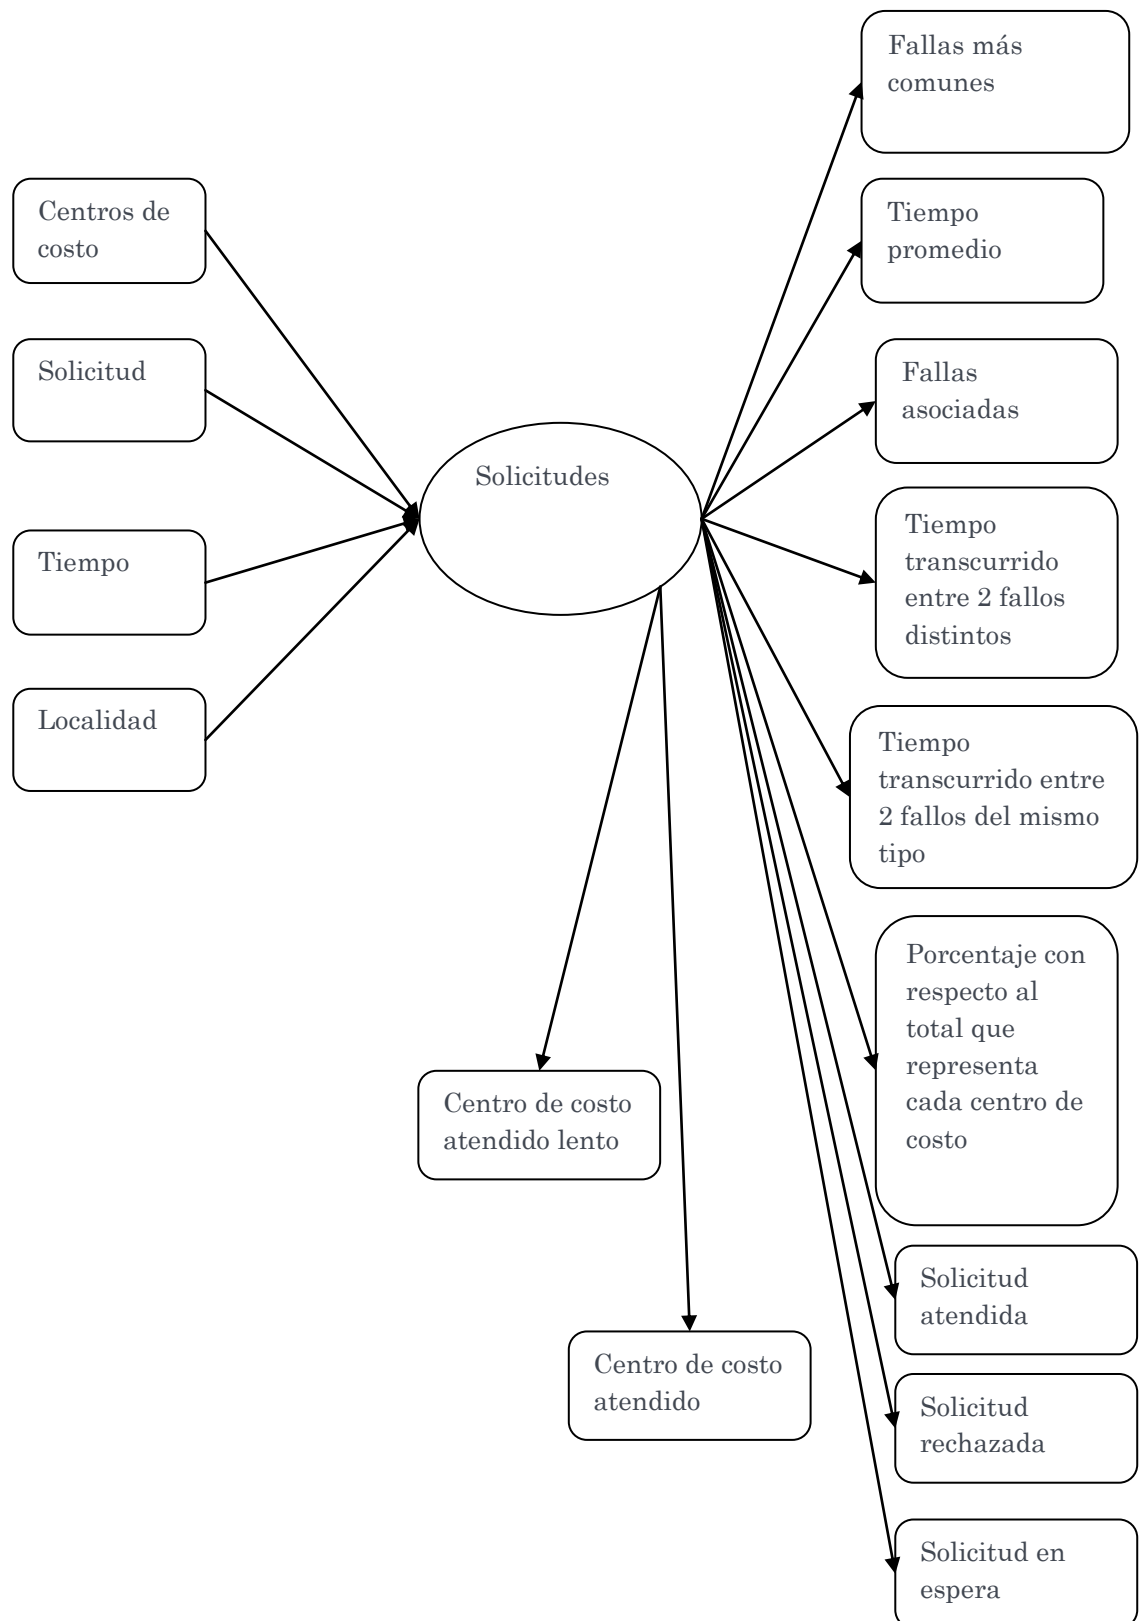 Fallas más
comunes
Centros de
costo
Tiempo
promedio
Solicitud
Fallas
asociadas
Solicitudes
Tiempo
transcurrido
entre 2 fallos
distintos
Tiempo
Localidad
Tiempo
transcurrido entre
2 fallos del mismo
tipo
Porcentaje con
respecto al
total que
representa
cada centro de
costo
Centro de costo
atendido lento
Solicitud
atendida
Centro de costo
atendido
Solicitud
rechazada
Solicitud en
espera